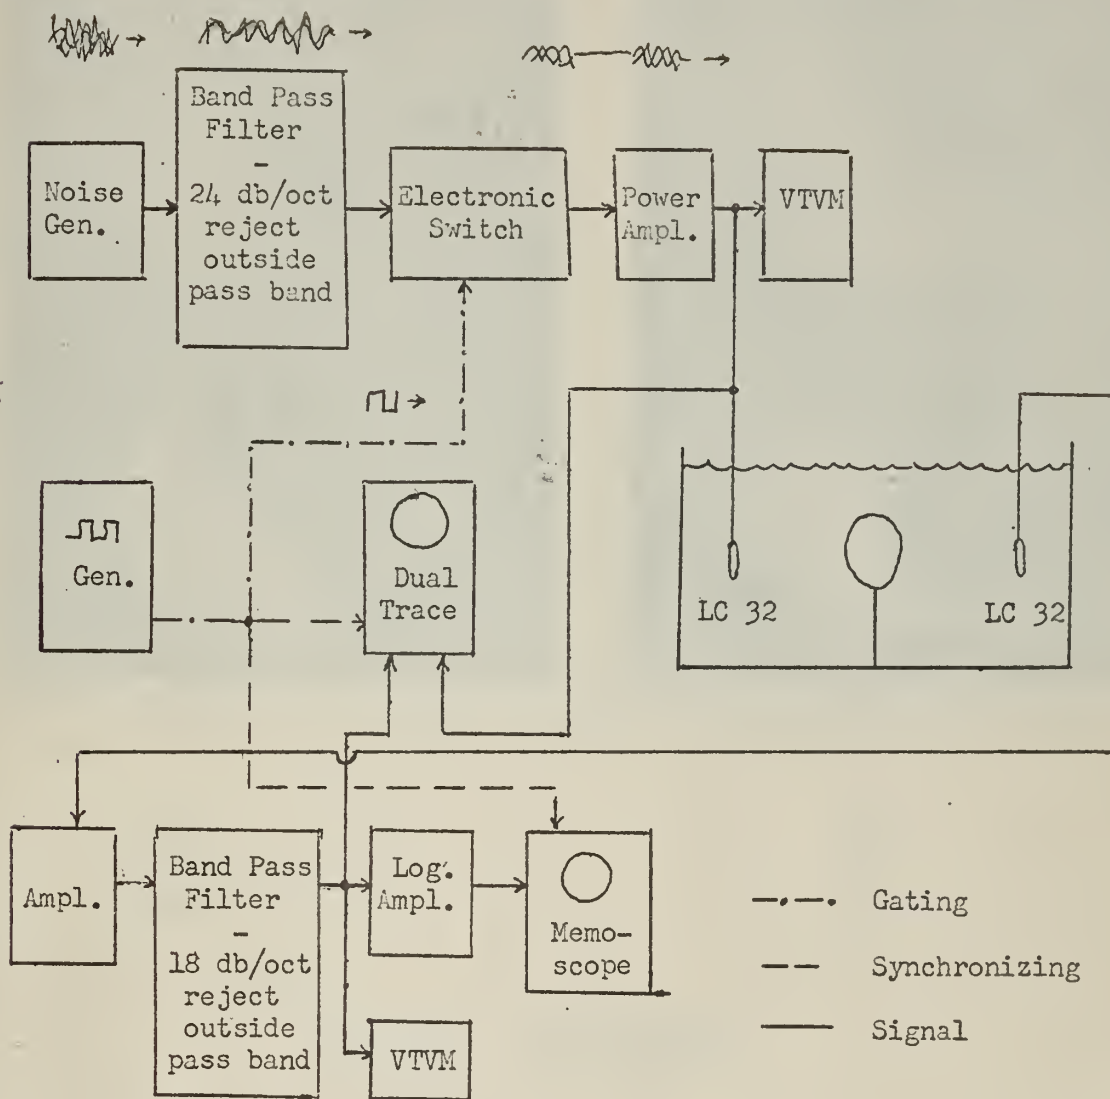 Band Pass
Filter
-
24 db/oct
reject
outside
pass band
Noise
Gen.
Electronic
Switch
Power
Ampl.
VTVM
Gen.
Dual
Trace
LC 32
LC 32
Ampl.
Band Pass
Filter
-
18 db/oct
reject
outside
pass band
Log.
Ampl.
VTVM
Memo-
scope
Gating
Synchronizing
Signal